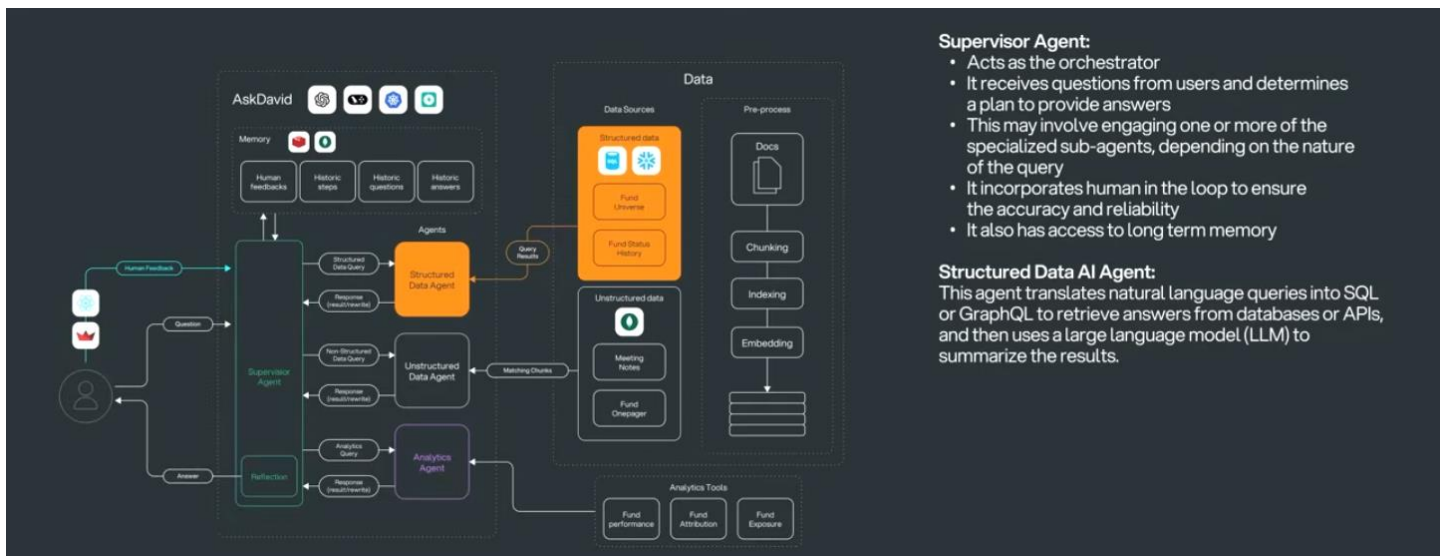 AskDavid
Memory
Human
feedbacks
Historic
steps
Historic
questions
Historic
answers
Human Feedback
Question
Answer
Supervisior
Agent
Reflection
Agents
Structured
Data Query
Response
(result/rewrite)
Structured
Data Agent
Non-Structured
Data Query
Response
(result/rewrite)
Unstructured
Data Agent
Analytics
Query
Response
(result/rewrite)
Analytics
Agent
Query
Results
Matching Chunks
Data
Data Sources
Structured data
SQL
Fund
Universe
Fund Status
History
Unstructured data
Meeting
Notes
Fund
Onepager
Pre-process
Docs
Chunking
Indexing
Embedding
Analytics Tools
Fund
performance
Fund
Attribution
Fund
Exposure
Supervisor Agent:
• Acts as the orchestrator
• It receives questions from users and determines
a plan to provide answers
• This may involve engaging one or more of the
specialized sub-agents, depending on the nature
of the query
• It incorporates human in the loop to ensure
the accuracy and reliability
• It also has access to long term memory
Structured Data AI Agent:
This agent translates natural language queries into SQL
or GraphQL to retrieve answers from databases or APIs,
and then uses a large language model (LLM) to
summarize the results.